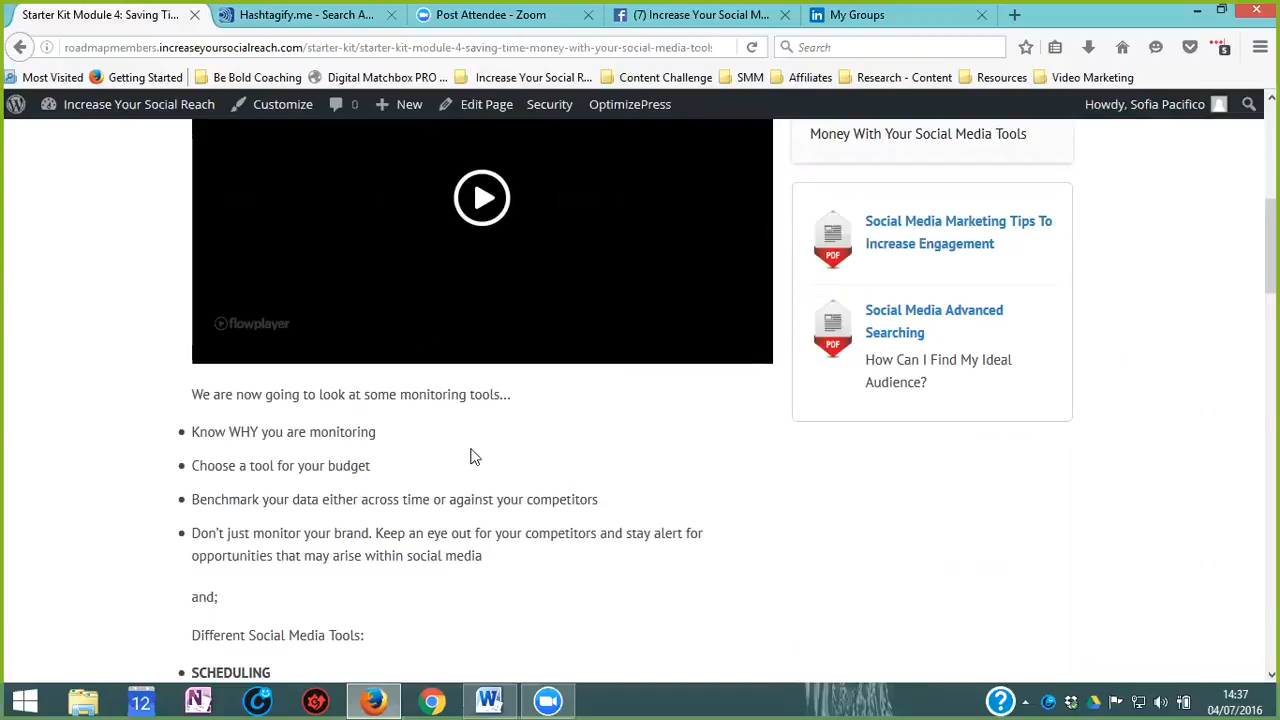 Starter Kit Module 4: Saving Ti...
Hashtagify.me - Search A...
Post Attendee - Zoom
(7) Increase Your Social M...
My Groups
roadmapmembers.increaseyoursocialreach.com/starter-kit/starter-kit-module-4-saving-time-money-with-your-social-media-tools
Search
S
Most Visited
Getting Started
Be Bold Coaching
Digital Matchbox PRO ...
Increase Your Social R...
Content Challenge
SMM
Affiliates
Research - Content
Resources
Video Marketing
Increase Your Social Reach
Customize
0
New
Edit Page
Security
OptimizePress
Howdy, Sofia Pacifico
Money With Your Social Media Tools
flowplayer
PDF
Social Media Marketing Tips To
Increase Engagement
PDF
Social Media Advanced
Searching
How Can I Find My Ideal
Audience?
We are now going to look at some monitoring tools...
Know WHY you are monitoring
Choose a tool for your budget
Benchmark your data either across time or against your competitors
Don't just monitor your brand. Keep an eye out for your competitors and stay alert for
opportunities that may arise within social media
and;
Different Social Media Tools:
SCHEDULING
12
14:37
04/07/2016